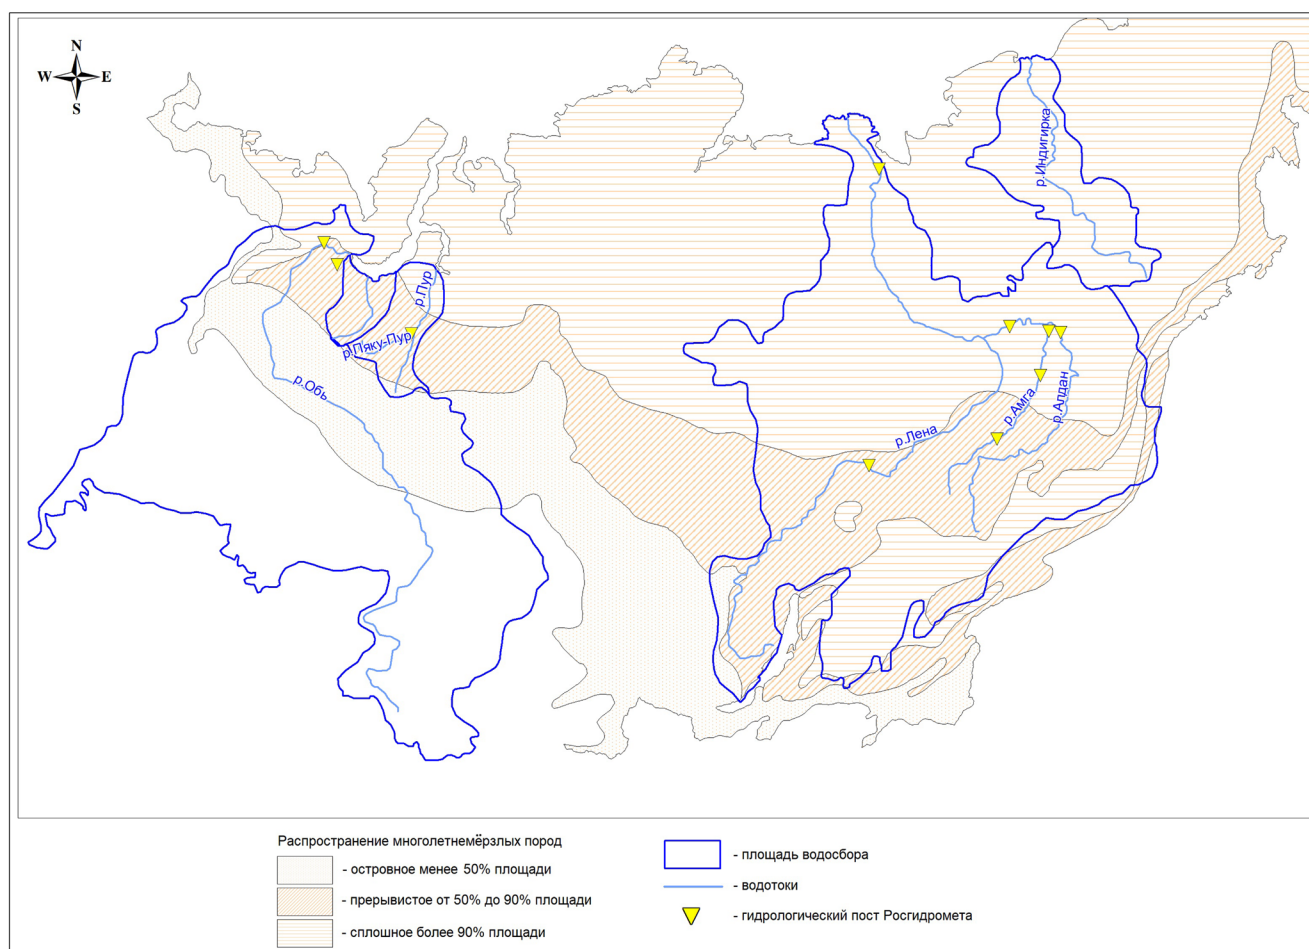 N
W E
S
р.Индигирка
р.Пур
р.Пяку-Пур
р.Обь
р.Алдан
р.Амга
р.Лена
Распространение многолетнемёрзлых пород
- островное менее 50% площади
- прерывистое от 50% до 90% площади
- сплошное более 90% площади
- площадь водосбора
- водотоки
- гидрологический пост Росгидромета